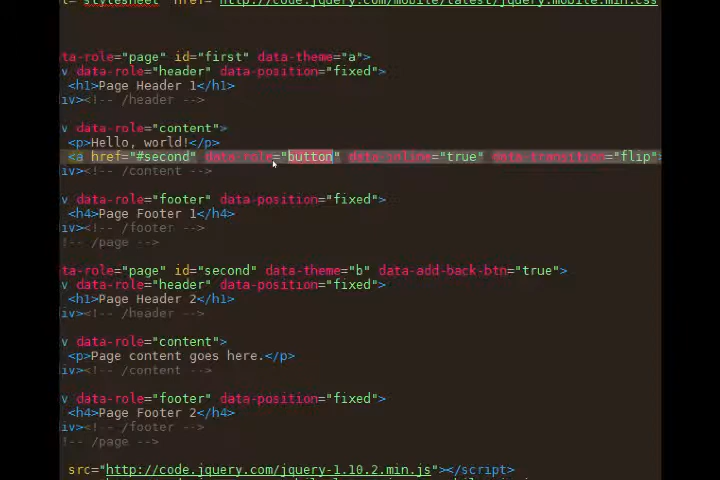 t="stylesheet" href="http://code.jquery.com/mobile/latest/jquery.mobile.min.css
ta-role="page" id="first" data-theme="a">
v data-role="header" data-position="fixed">
<h1>Page Header 1</h1>
iv><!-- /header -->
v data-role="content">
<p>Hello, world!</p>
<a href="#second" data-role="button" data-inline="true" data-transition="flip">
iv><!-- /content -->
v data-role="footer" data-position="fixed">
<h4>Page Footer 1</h4>
iv><!-- /footer -->
!-- /page -->
ta-role="page" id="second" data-theme="b" data-add-back-btn="true">
v data-role="header" data-position="fixed">
<h1>Page Header 2</h1>
iv><!-- /header -->
v data-role="content">
<p>Page content goes here.</p>
iv><!-- /content -->
v data-role="footer" data-position="fixed">
<h4>Page Footer 2</h4>
iv><!-- /footer -->
!-- /page -->
src="http://code.jquery.com/jquery-1.10.2.min.js"></script>